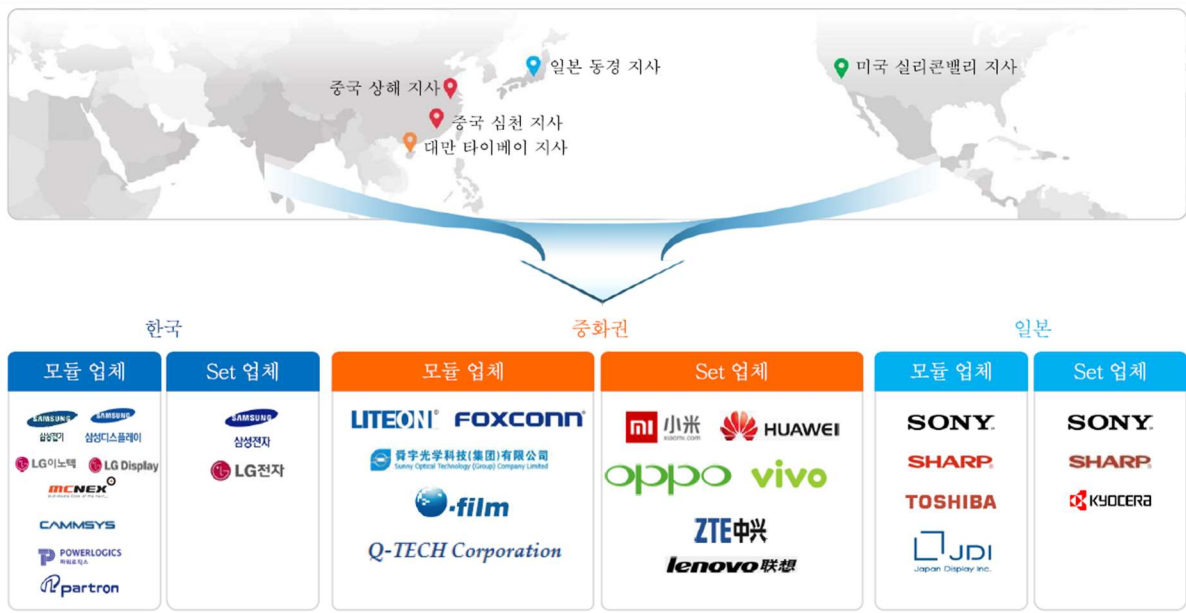 일본 동경 지사
미국 실리콘밸리 지사
중국 상해 지사
중국 심천 지사
대만 타이베이 지사
한국
중화권
일본
모듈 업체
Set 업체
모듈 업체
Set 업체
모듈 업체
Set 업체
SAMSUNG
삼성전기
SAMSUNG
삼성디스플레이
LG이노텍
LG Display
MCNEX
CAMMSYS
POWERLOGICS
파워로직스
partron
SAMSUNG
삼성전자
LG전자
LITEON®
FOXCONN®
舜宇光学科技(集团)有限公司
Sunny Optical Technology (Group) Company Limited
-film
Q-TECH Corporation
mi
小米
xiaomi.com
HUAWEI
oppo
vivo
ZTE中兴
lenovo联想
SONY.
SHARP®
TOSHIBA
JDI
Japan Display Inc.
SONY.
SHARP®
KYOCERA